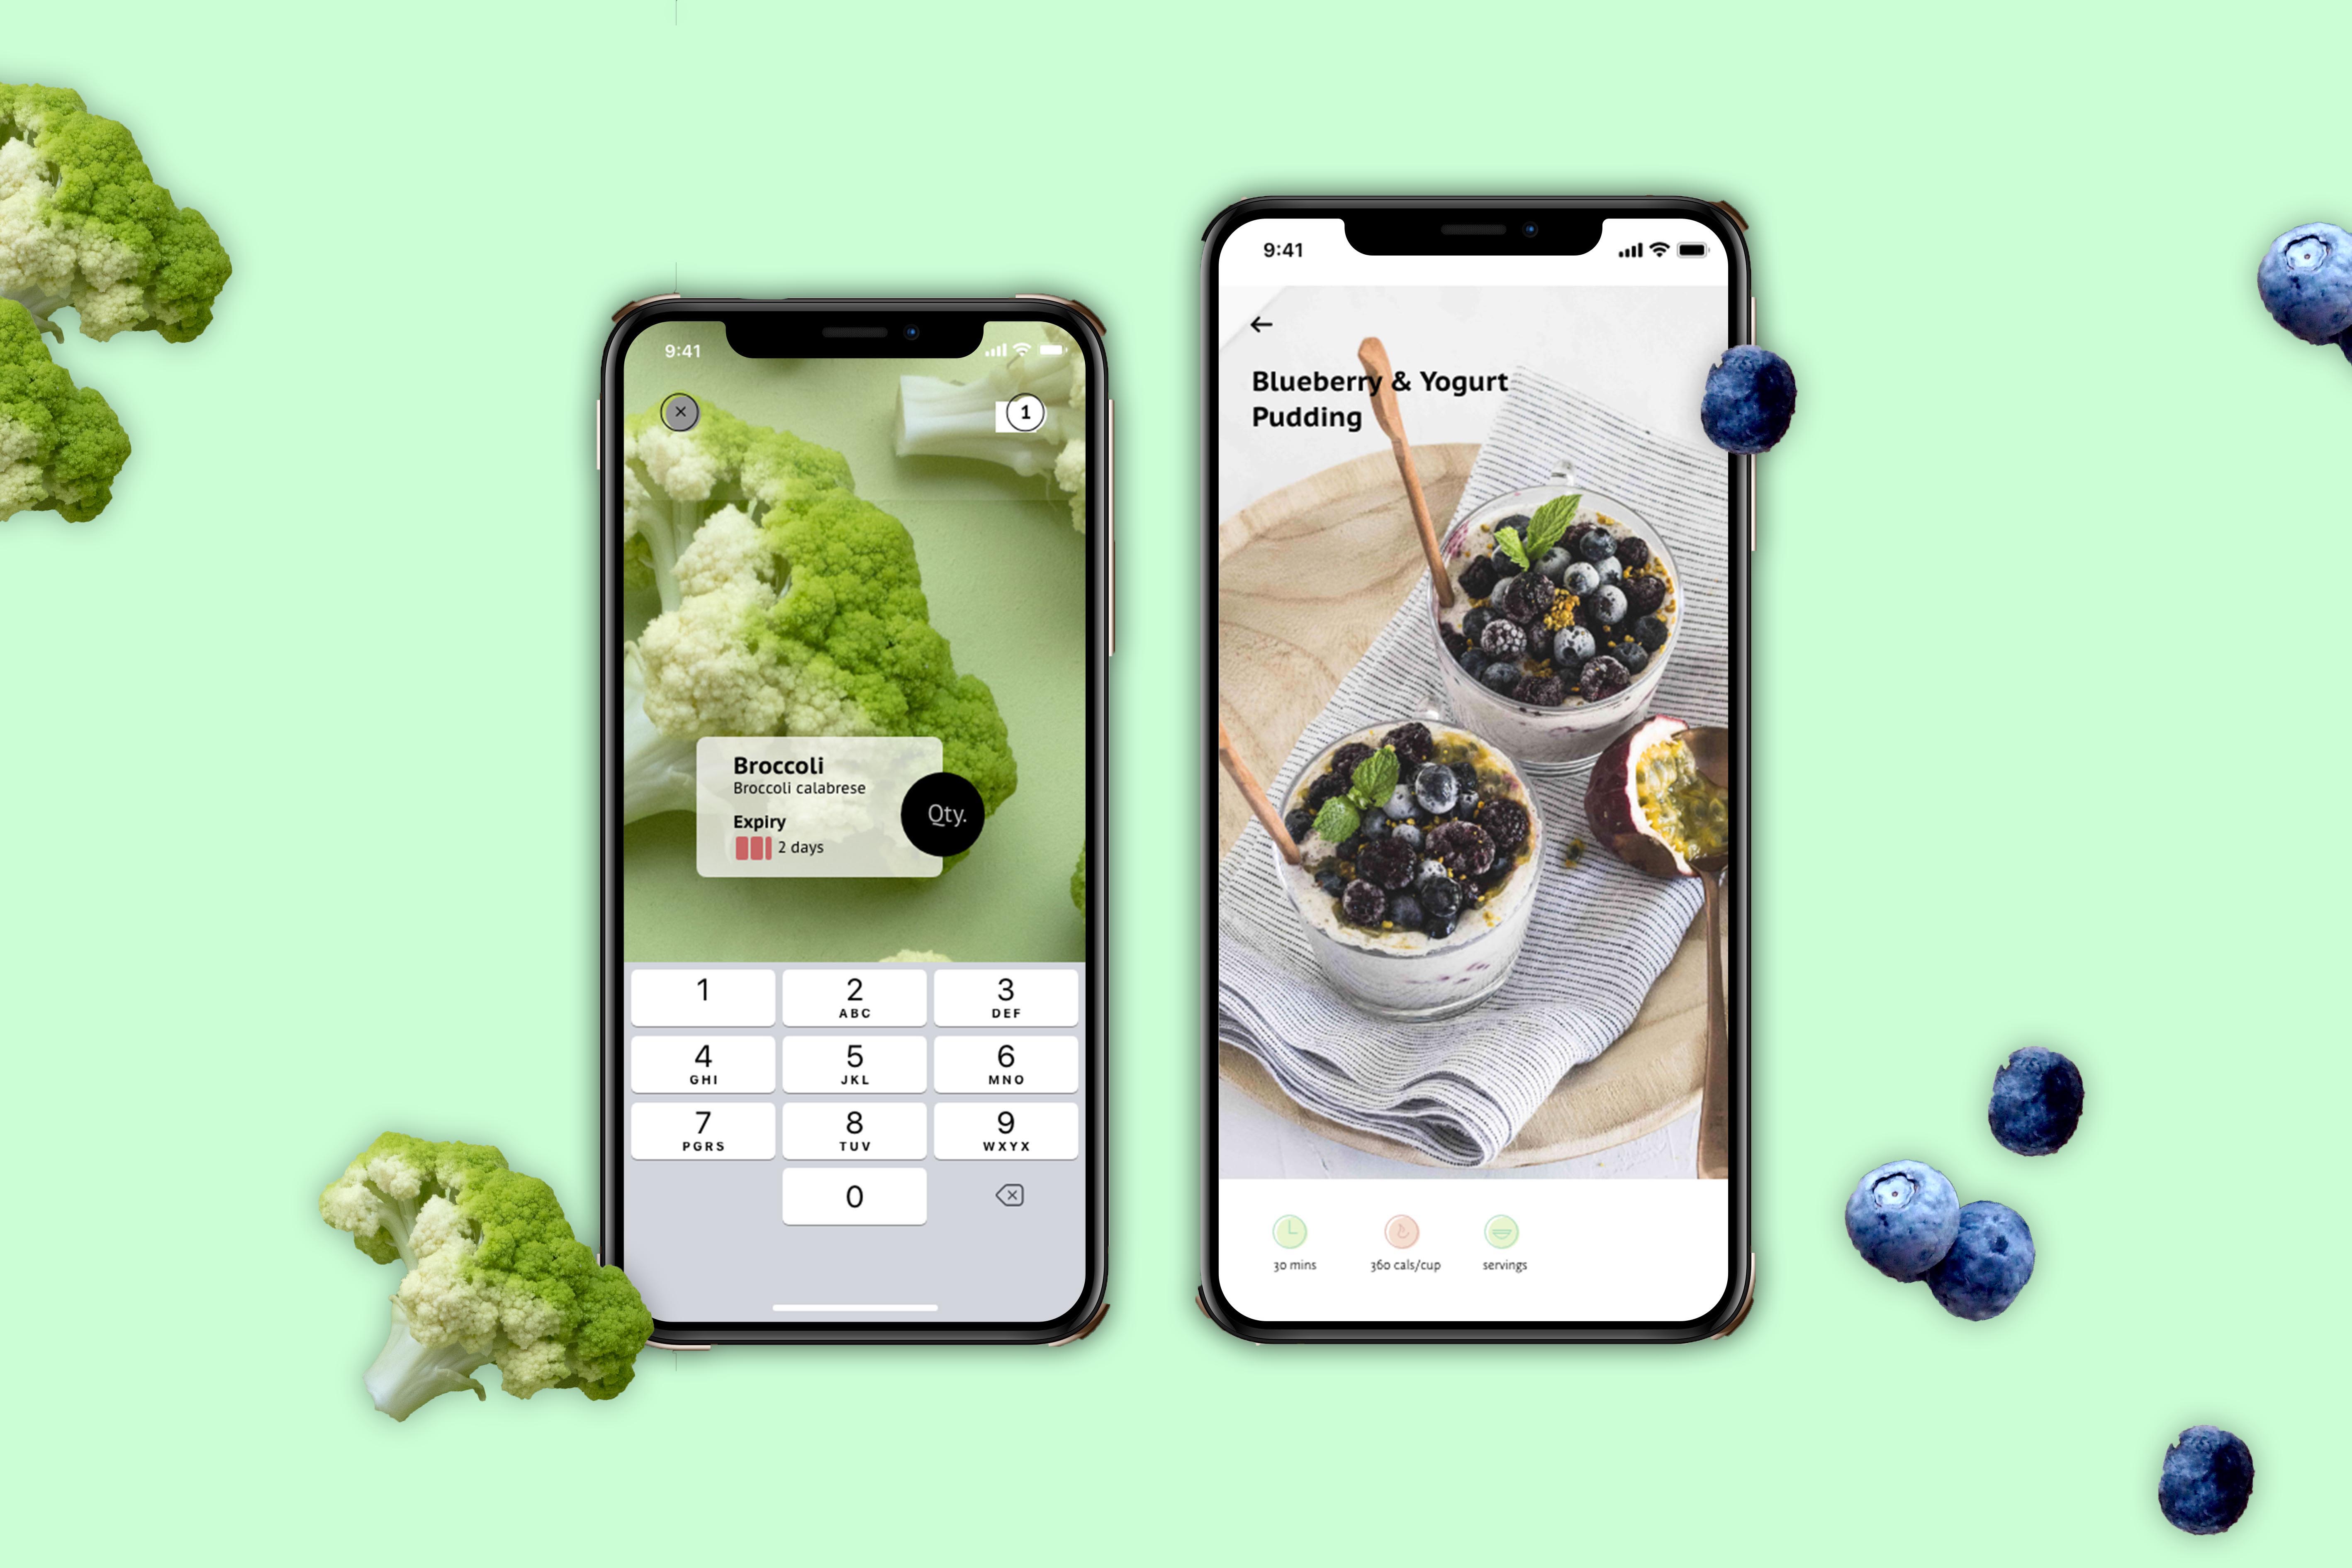 9:41
1
Broccoli
Broccoli calabrese
Expiry
2 days
Qty.
1
2
ABC
3
DEF
4
GHI
5
JKL
6
MNO
7
PGRS
8
TUV
9
WXYX
0
9:41
Blueberry & Yogurt
Pudding
30 mins
360 cals/cup
servings